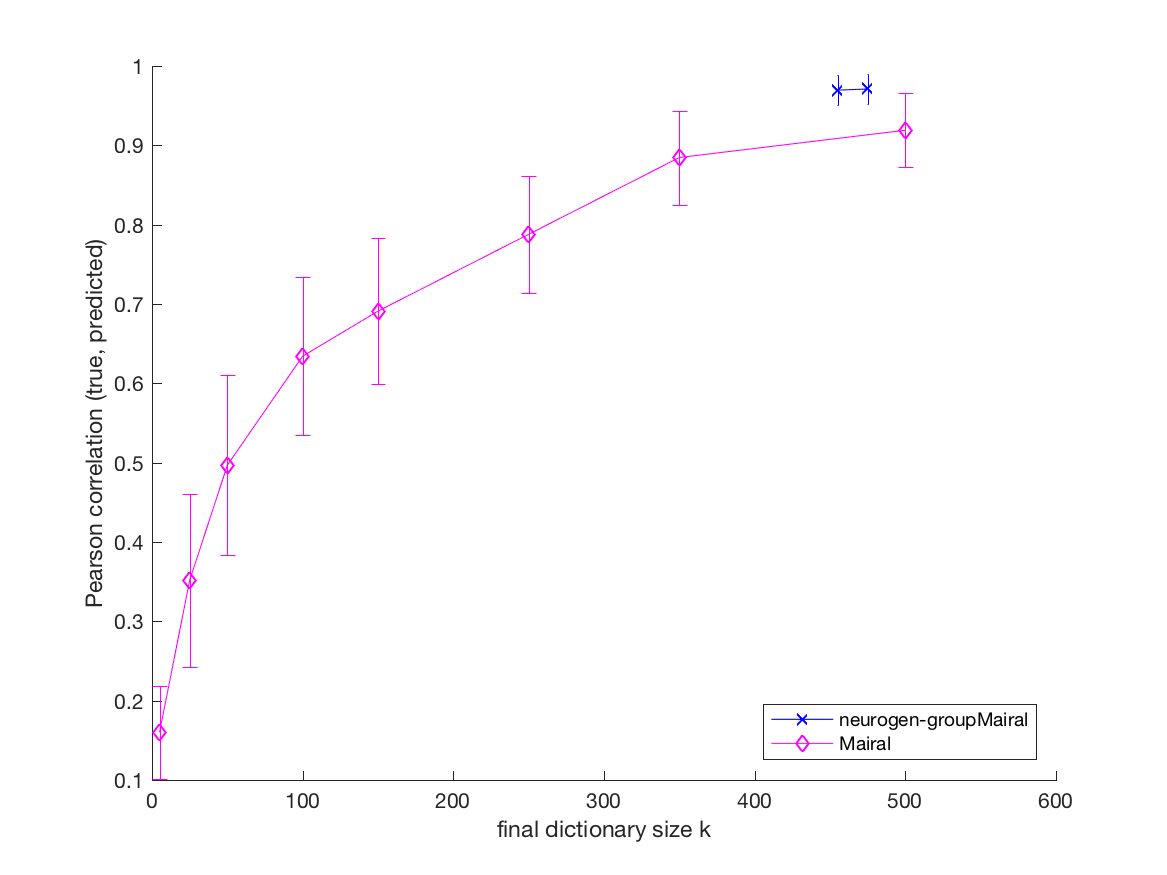 Pearson correlation (true, predicted)
1
0.9
0.8
0.7
0.6
0.5
0.4
0.3
0.2
0.1
neurogen-groupMairal
Mairal
0 100 200 300 400 500 600
final dictionary size k